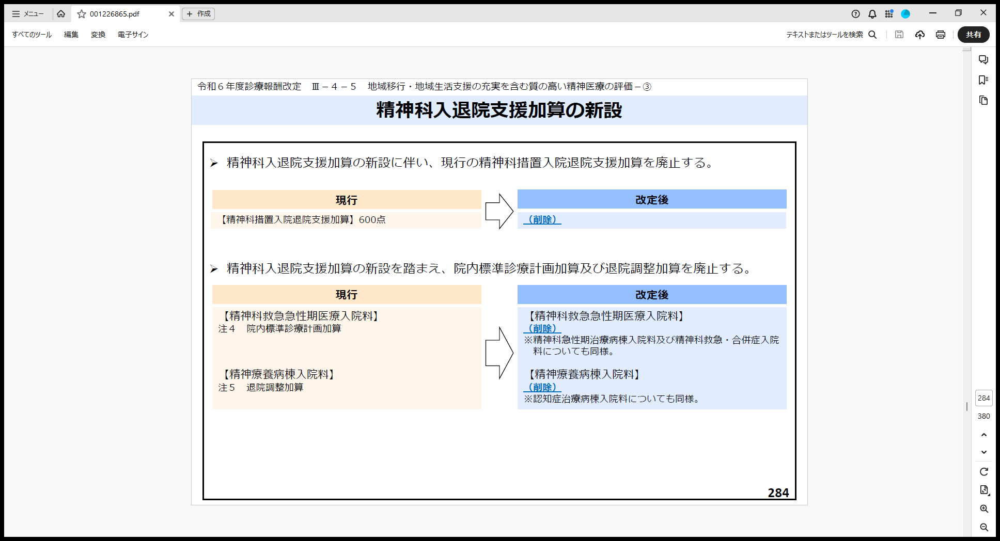 メニュー
001226865.pdf
作成
すべてのツール 編集 変換 電子サイン
テキストまたはツールを検索
共有
令和６年度診療報酬改定　Ⅲ－４－５　地域移行・地域生活支援の充実を含む質の高い精神医療の評価－③
精神科入退院支援加算の新設
➢ 精神科入退院支援加算の新設に伴い、現行の精神科措置入院退院支援加算を廃止する。
現行
【精神科措置入院退院支援加算】600点
改定後
（削除）
➢ 精神科入退院支援加算の新設を踏まえ、院内標準診療計画加算及び退院調整加算を廃止する。
現行
【精神科救急急性期医療入院料】
注４　院内標準診療計画加算
【精神療養病棟入院料】
注５　退院調整加算
改定後
【精神科救急急性期医療入院料】
（削除）
※精神科急性期治療病棟入院料及び精神科救急・合併症入院
料についても同様。
【精神療養病棟入院料】
（削除）
※認知症治療病棟入院料についても同様。
284
284
380